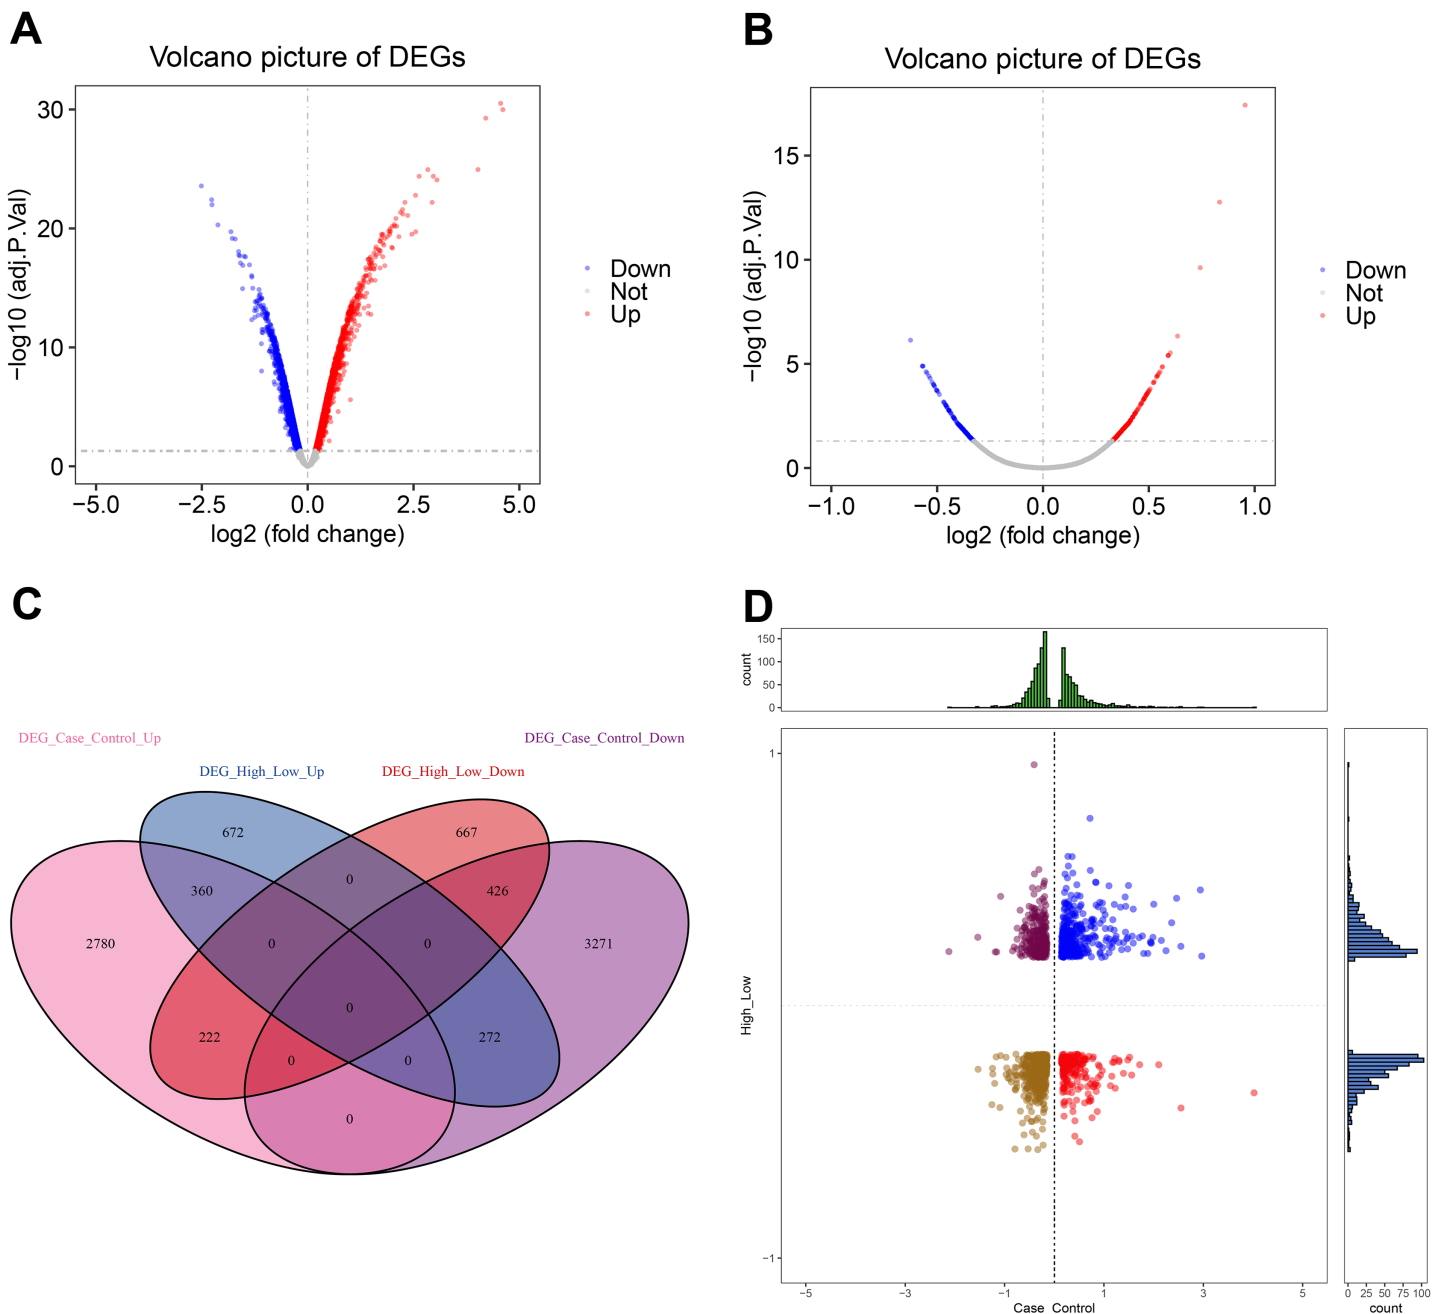 A
Volcano picture of DEGs
−log10 (adj.P.Val)
30
20
10
0
−5.0 −2.5 0.0 2.5 5.0
log2 (fold change)
Down
Not
Up
B
Volcano picture of DEGs
−log10 (adj.P.Val)
15
10
5
0
−1.0 −0.5 0.0 0.5 1.0
log2 (fold change)
Down
Not
Up
C
DEG_Case_Control_Up
DEG_Case_Control_Down
DEG_High_Low_Up
DEG_High_Low_Down
672
667
0
360
426
2780
0
0
3271
0
222
272
0
0
0
D
count
150
100
50
0
High_Low
1
−1
−5 −3 −1 1 3 5
Case_Control
0 25 50 75 100
count